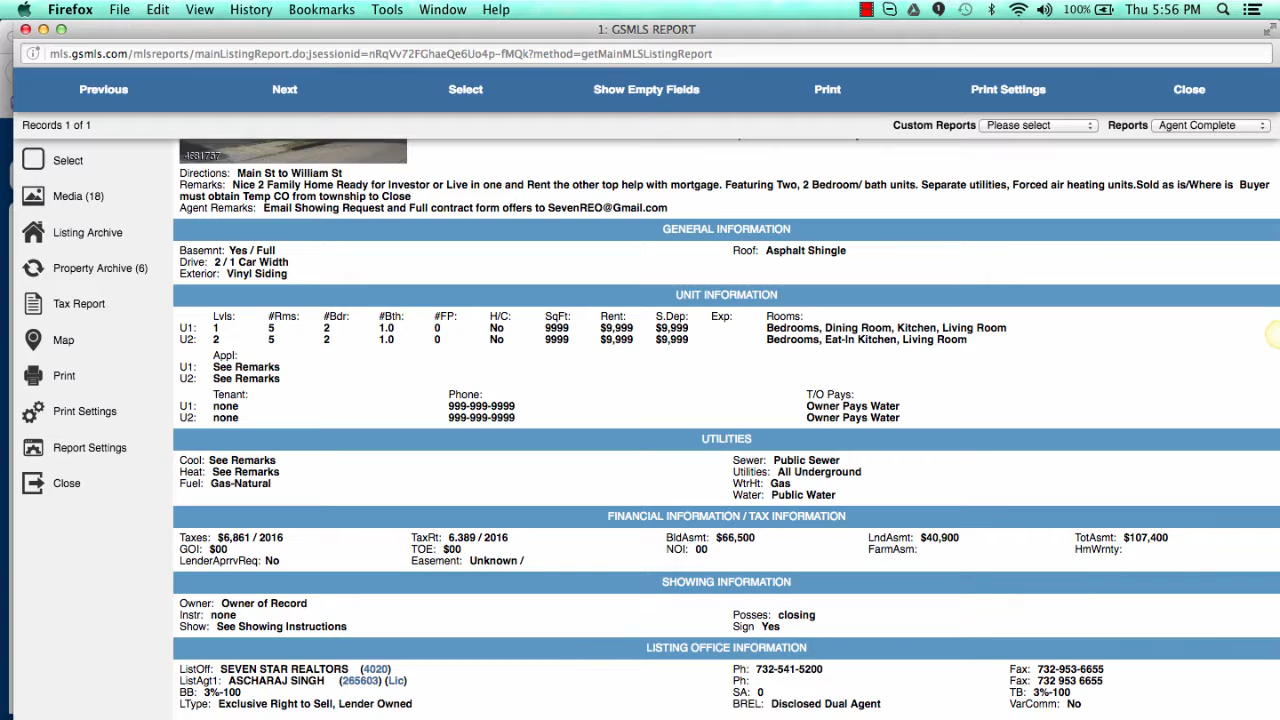 Firefox File Edit View History Bookmarks Tools Window Help 100% Thu 5:56 PM
1: GSMLS REPORT
mls.gsmls.com/mlsreports/mainListingReport.do;jsessionid=nRqVv72FGhaeQe6Uo4p-fMQk?method=getMainMLSListingReport
Previous Next Select Show Empty Fields Print Print Settings Close
Records 1 of 1 Custom Reports Please select Reports Agent Complete
Select
Media (18)
Listing Archive
Property Archive (6)
Tax Report
Map
Print
Print Settings
Report Settings
Close
4681757
Directions: Main St to William St
Remarks: Nice 2 Family Home Ready for Investor or Live in one and Rent the other top help with mortgage. Featuring Two, 2 Bedroom/ bath units. Separate utilities, Forced air heating units.Sold as is/Where is Buyer
must obtain Temp CO from township to Close
Agent Remarks: Email Showing Request and Full contract form offers to SevenREO@Gmail.com
GENERAL INFORMATION
Basemnt: Yes / Full Roof: Asphalt Shingle
Drive: 2 / 1 Car Width
Exterior: Vinyl Siding
UNIT INFORMATION
Lvls: #Rms: #Bdr: #Bth: #FP: H/C: SqFt: Rent: S.Dep: Exp: Rooms:
U1: 1 5 2 1.0 0 No 9999 $9,999 $9,999 Bedrooms, Dining Room, Kitchen, Living Room
U2: 2 5 2 1.0 0 No 9999 $9,999 $9,999 Bedrooms, Eat-In Kitchen, Living Room
Appl:
U1: See Remarks
U2: See Remarks
Tenant: Phone: T/O Pays:
U1: none 999-999-9999 Owner Pays Water
U2: none 999-999-9999 Owner Pays Water
UTILITIES
Cool: See Remarks Sewer: Public Sewer
Heat: See Remarks Utilities: All Underground
Fuel: Gas-Natural WtrHt: Gas
Water: Public Water
FINANCIAL INFORMATION / TAX INFORMATION
Taxes: $6,861 / 2016 TaxRt: 6.389 / 2016 BldAsmt: $66,500 LndAsmt: $40,900 TotAsmt: $107,400
GOI: $00 TOE: $00 NOI: 00 FarmAsm: HmWrnty:
LenderAprrvReq: No Easement: Unknown /
SHOWING INFORMATION
Owner: Owner of Record
Instr: none Posses: closing
Show: See Showing Instructions Sign Yes
LISTING OFFICE INFORMATION
ListOff: SEVEN STAR REALTORS (4020) Ph: 732-541-5200 Fax: 732-953-6655
ListAgt1: ASCHARAJ SINGH (265603) (Lic) Ph: Fax: 732 953 6655
BB: 3%-100 SA: 0 TB: 3%-100
LType: Exclusive Right to Sell, Lender Owned BREL: Disclosed Dual Agent VarComm: No